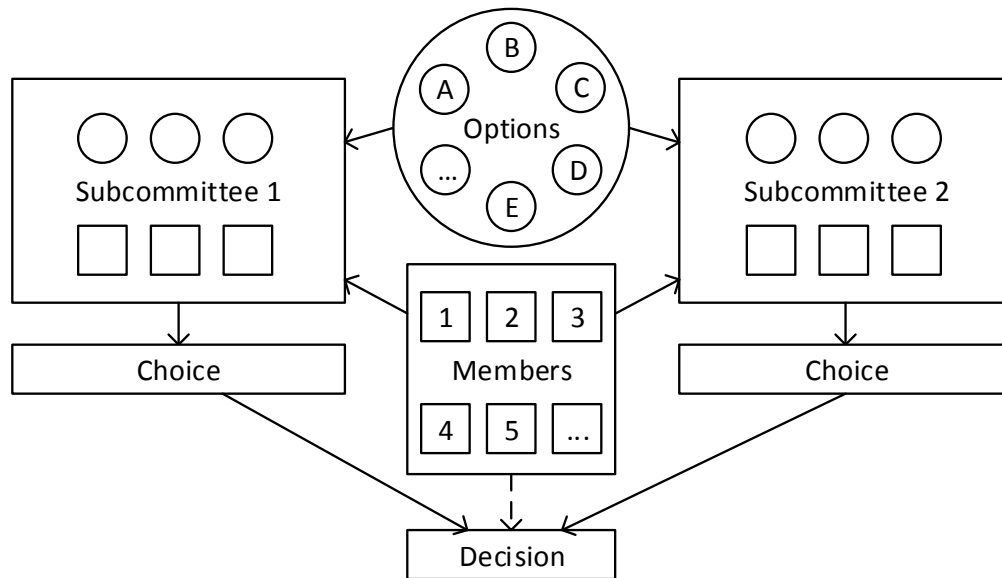 B
A
C
Options
...
D
E
Subcommittee 1
Subcommittee 2
1 2 3
Members
4 5 ...
Choice
Choice
Decision